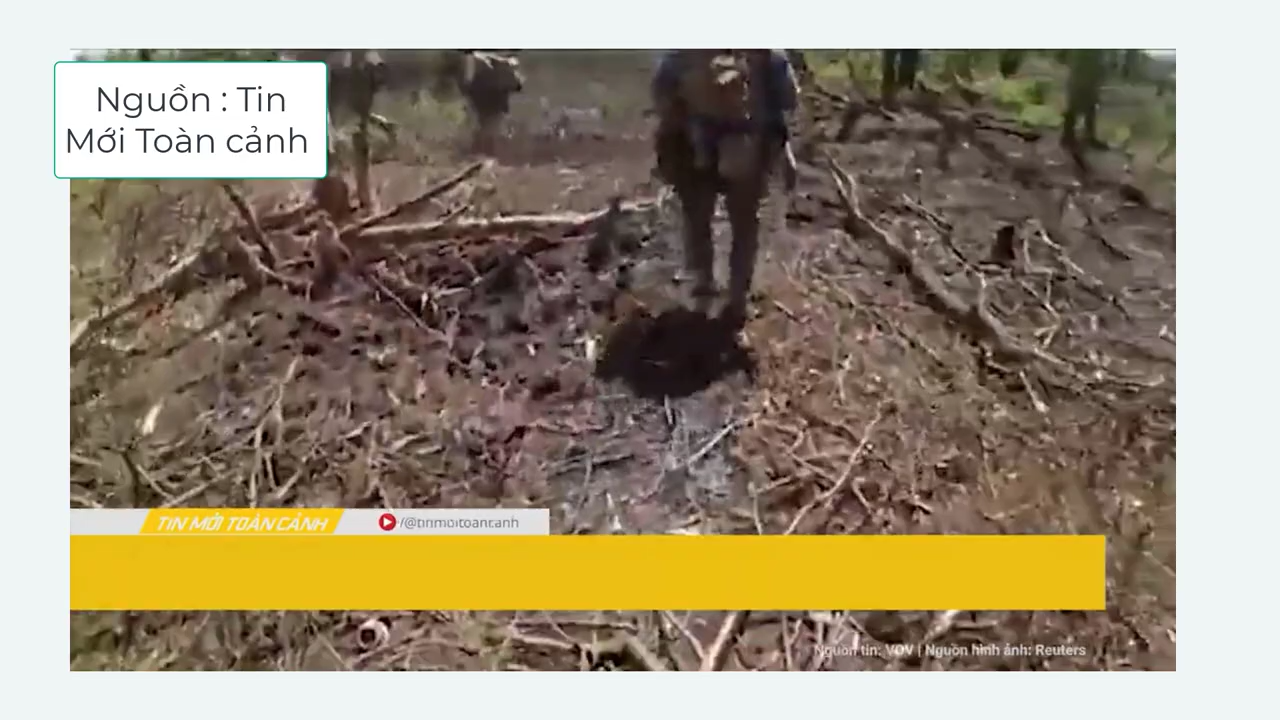 Nguồn : Tin
Mới Toàn cảnh
TIN MỚI TOÀN CẢNH
/@tinmoitoancanh
Nguồn tin: VOV | Nguồn hình ảnh: Reuters